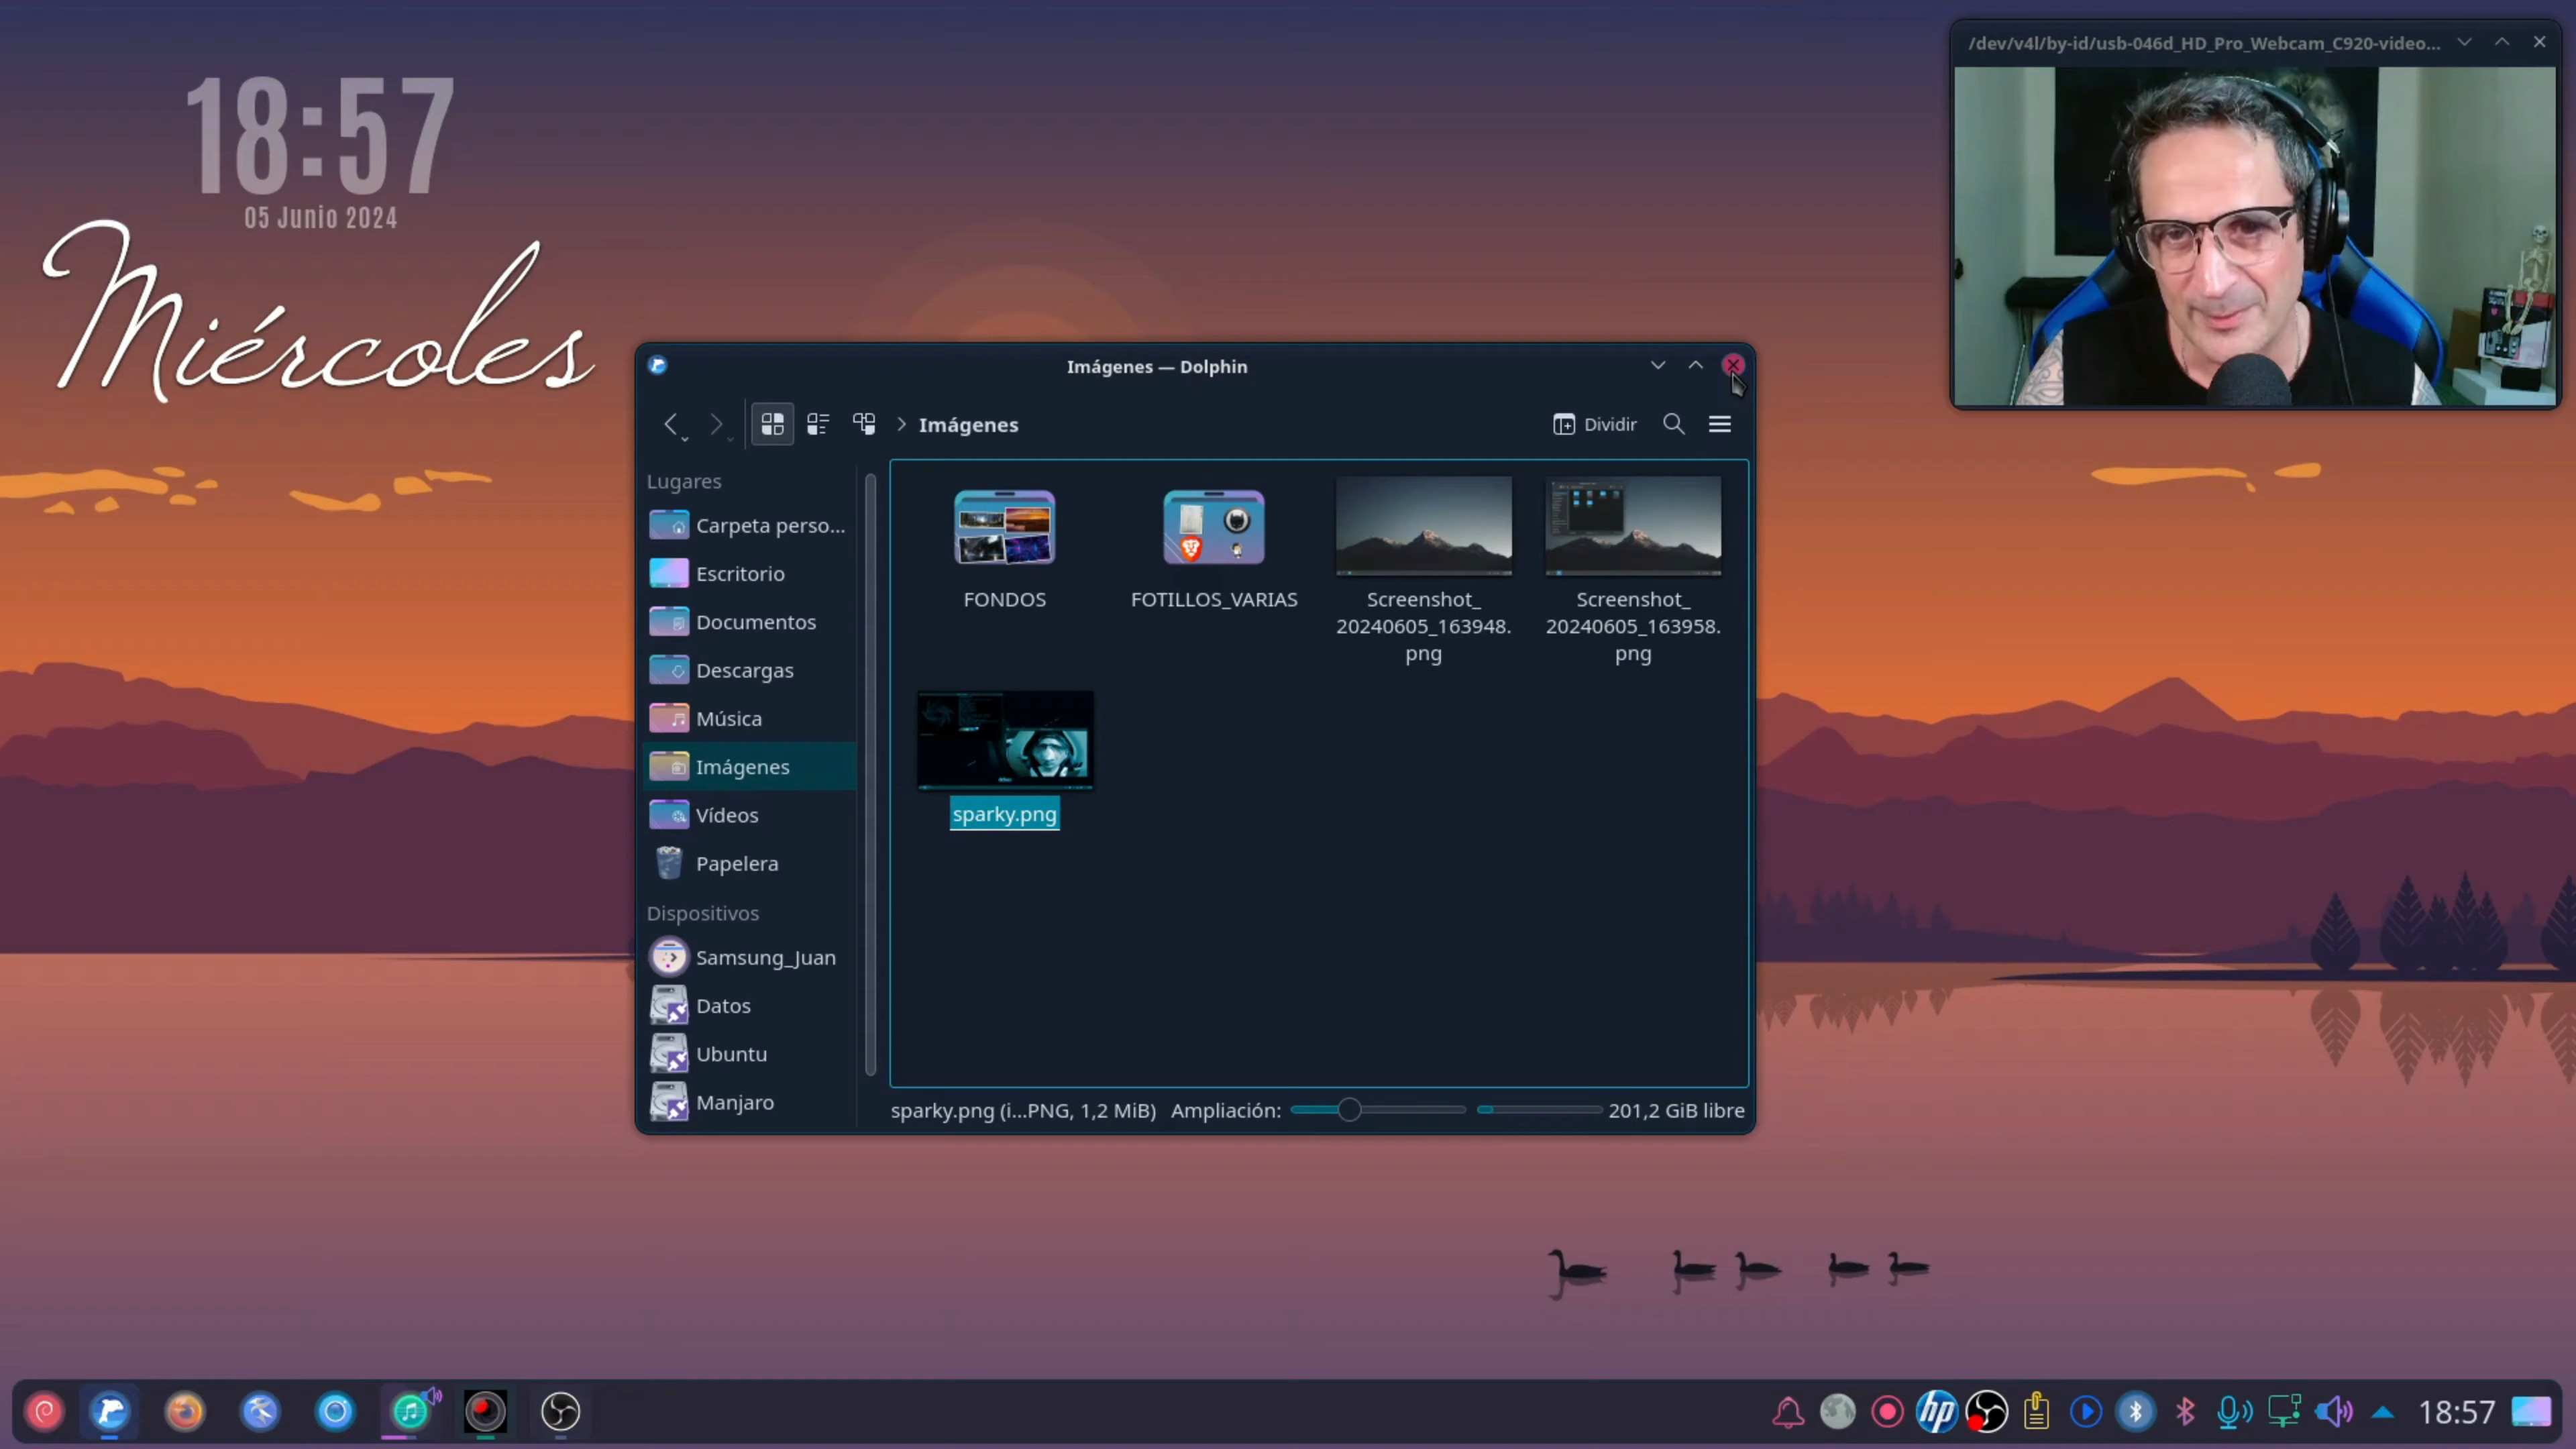 18:57
05 Junio 2024
Miércoles
/dev/v4l/by-id/usb-046d_HD_Pro_Webcam_C920-video...
Imágenes — Dolphin
Imágenes
Dividir
Lugares
Carpeta perso...
Escritorio
Documentos
Descargas
Música
Imágenes
Vídeos
Papelera
Dispositivos
Samsung_Juan
Datos
Ubuntu
Manjaro
FONDOS
FOTILLOS_VARIAS
Screenshot_
20240605_163948.
png
Screenshot_
20240605_163958.
png
sparky.png
sparky.png (i...PNG, 1,2 MiB)
Ampliación:
201,2 GiB libre
hp
18:57